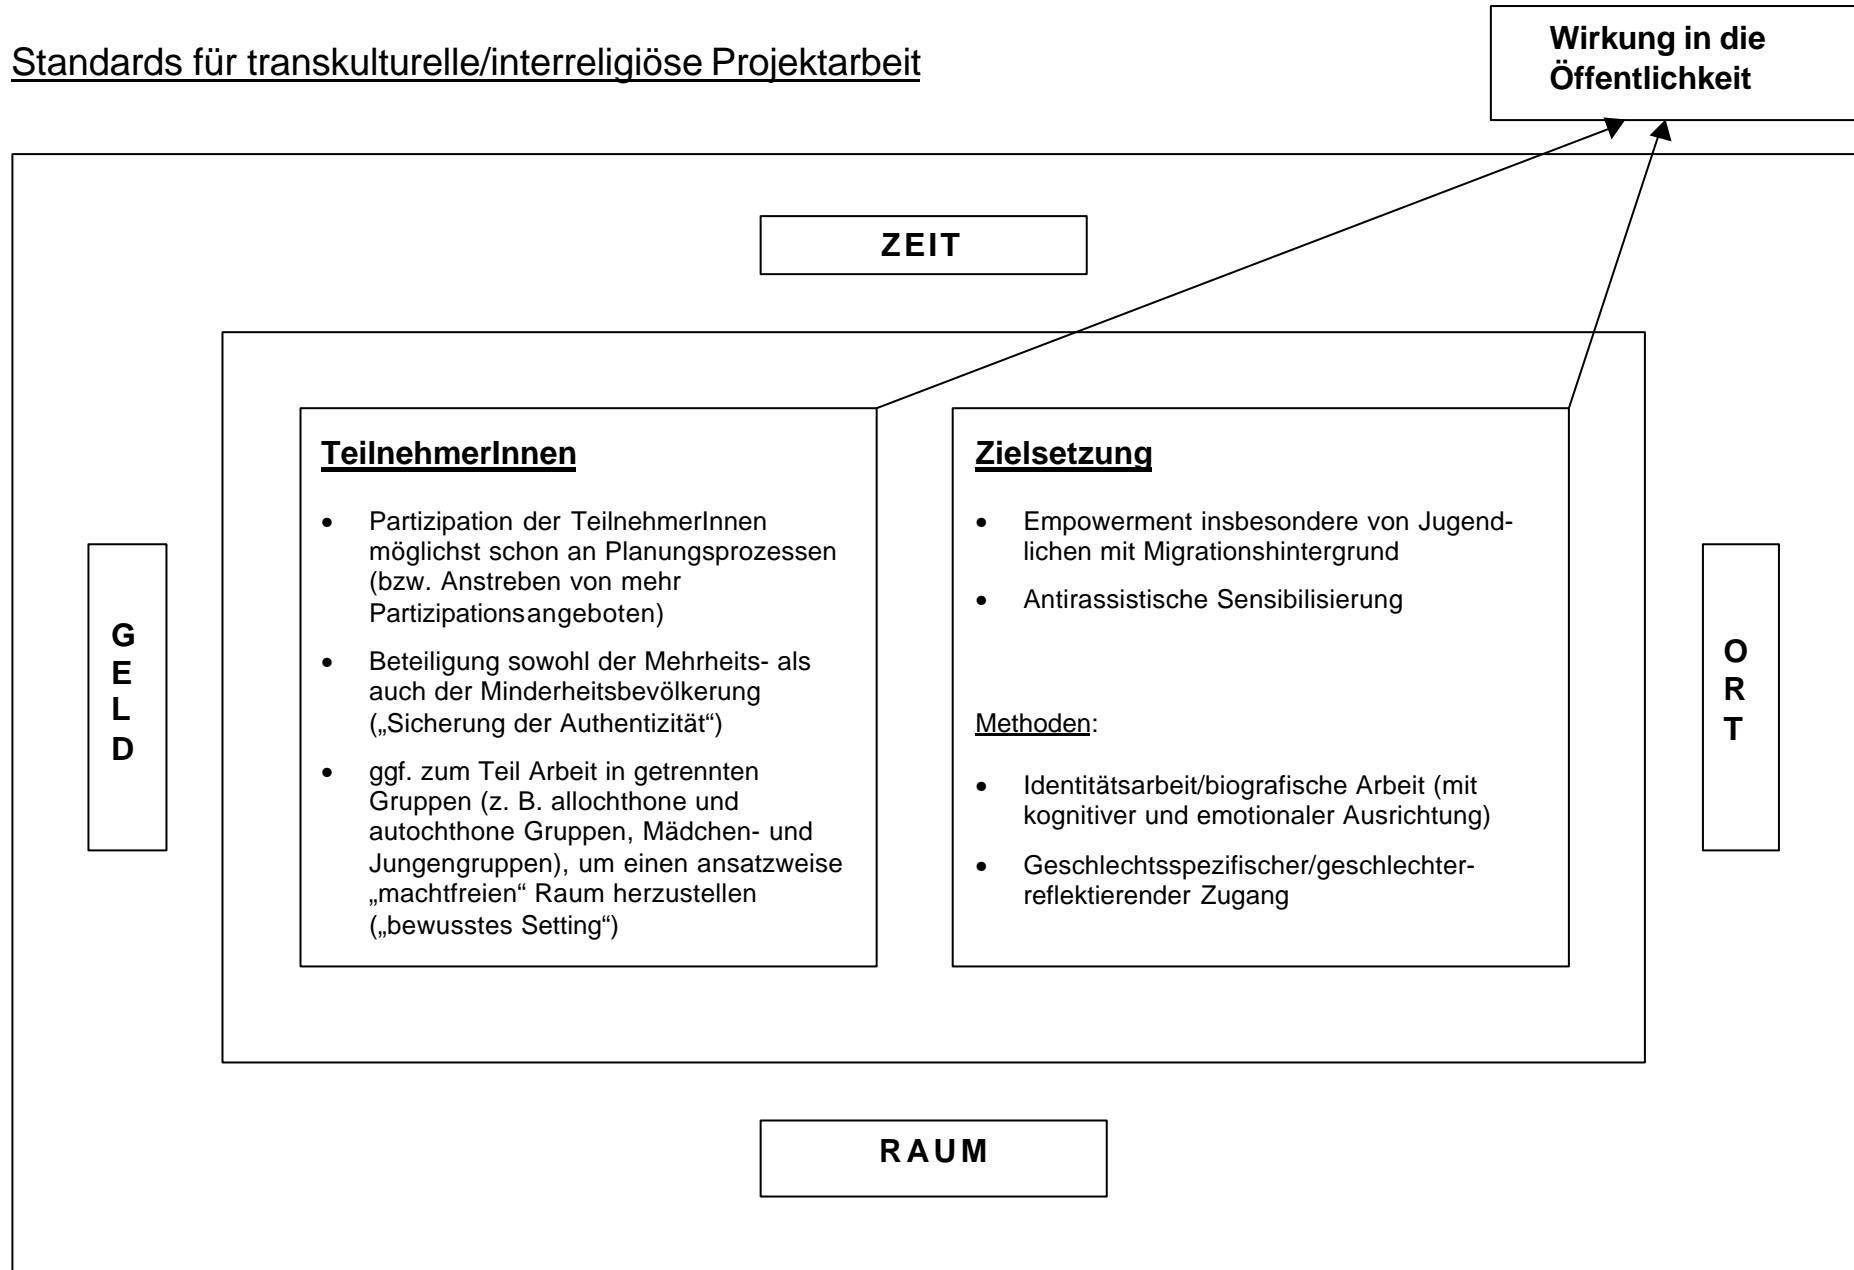 Standards für transkulturelle/interreligiöse Projektarbeit
Wirkung in die
Öffentlichkeit
ZEIT
G
E
L
D
TeilnehmerInnen
• Partizipation der TeilnehmerInnen
möglichst schon an Planungsprozessen
(bzw. Anstreben von mehr
Partizipationsangeboten)
• Beteiligung sowohl der Mehrheits- als
auch der Minderheitsbevölkerung
(„Sicherung der Authentizität“)
• ggf. zum Teil Arbeit in getrennten
Gruppen (z. B. allochthone und
autochthone Gruppen, Mädchen- und
Jungengruppen), um einen ansatzweise
„machtfreien“ Raum herzustellen
(„bewusstes Setting“)
Zielsetzung
• Empowerment insbesondere von Jugend-
lichen mit Migrationshintergrund
• Antirassistische Sensibilisierung
Methoden:
• Identitätsarbeit/biografische Arbeit (mit
kognitiver und emotionaler Ausrichtung)
• Geschlechtsspezifischer/geschlechter-
reflektierender Zugang
O
R
T
RAUM